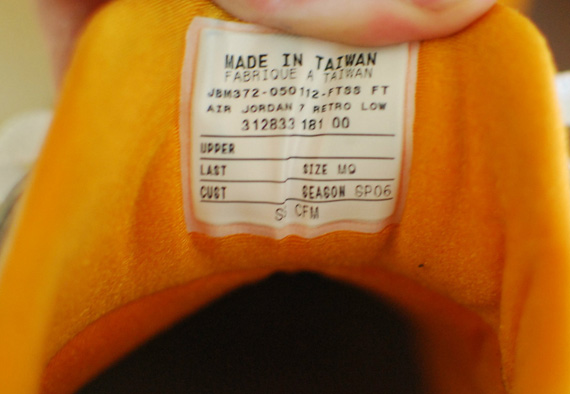 MADE IN TAIWAN
FABRIQUE A TAIWAN
JBM372-050112-FTSS FT
AIR JORDAN 7 RETRO LOW
312833 181 00
UPPER
LAST SIZE MO
CUST SEASON SP06
S CFM